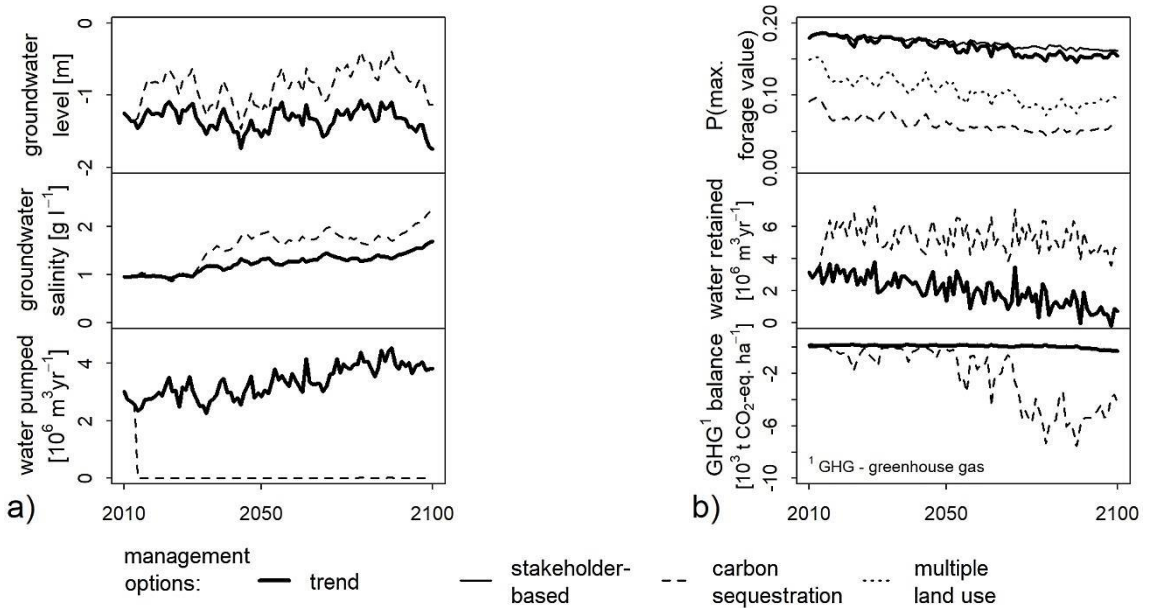 0
-1
-2
groundwater
level [m]
2
1
0
groundwater
salinity [g l⁻¹]
4
2
0
water pumped
[10⁶ m³yr⁻¹]
2010
2050
2100
a)
0.20
0.10
0.00
P(max.
forage value)
6
4
2
0
water retained
[10⁶ m³yr⁻¹]
-2
-6
-10
GHG¹ balance
[10³ t CO₂-eq. ha⁻¹]
¹ GHG - greenhouse gas
2010
2050
2100
b)
management
options:
trend
stakeholder-
based
carbon
sequestration
multiple
land use